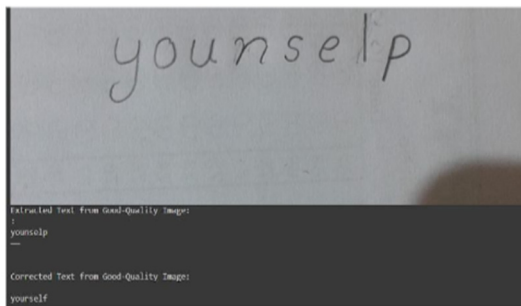 younselp
Extracted Text from Good-Quality Image:
:
younselp
—
Corrected Text from Good-Quality Image:
yourself